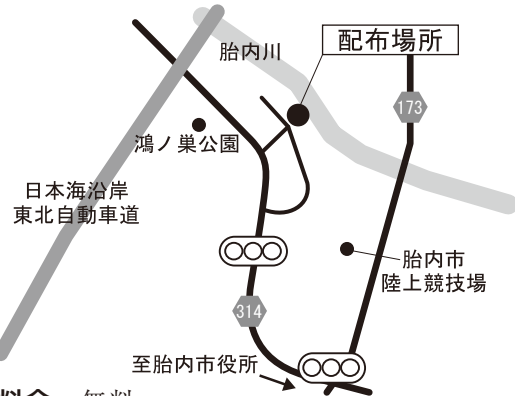 配布場所
胎内川
173
鴻ノ巣公園
日本海沿岸
東北自動車道
胎内市
陸上競技場
314
至胎内市役所